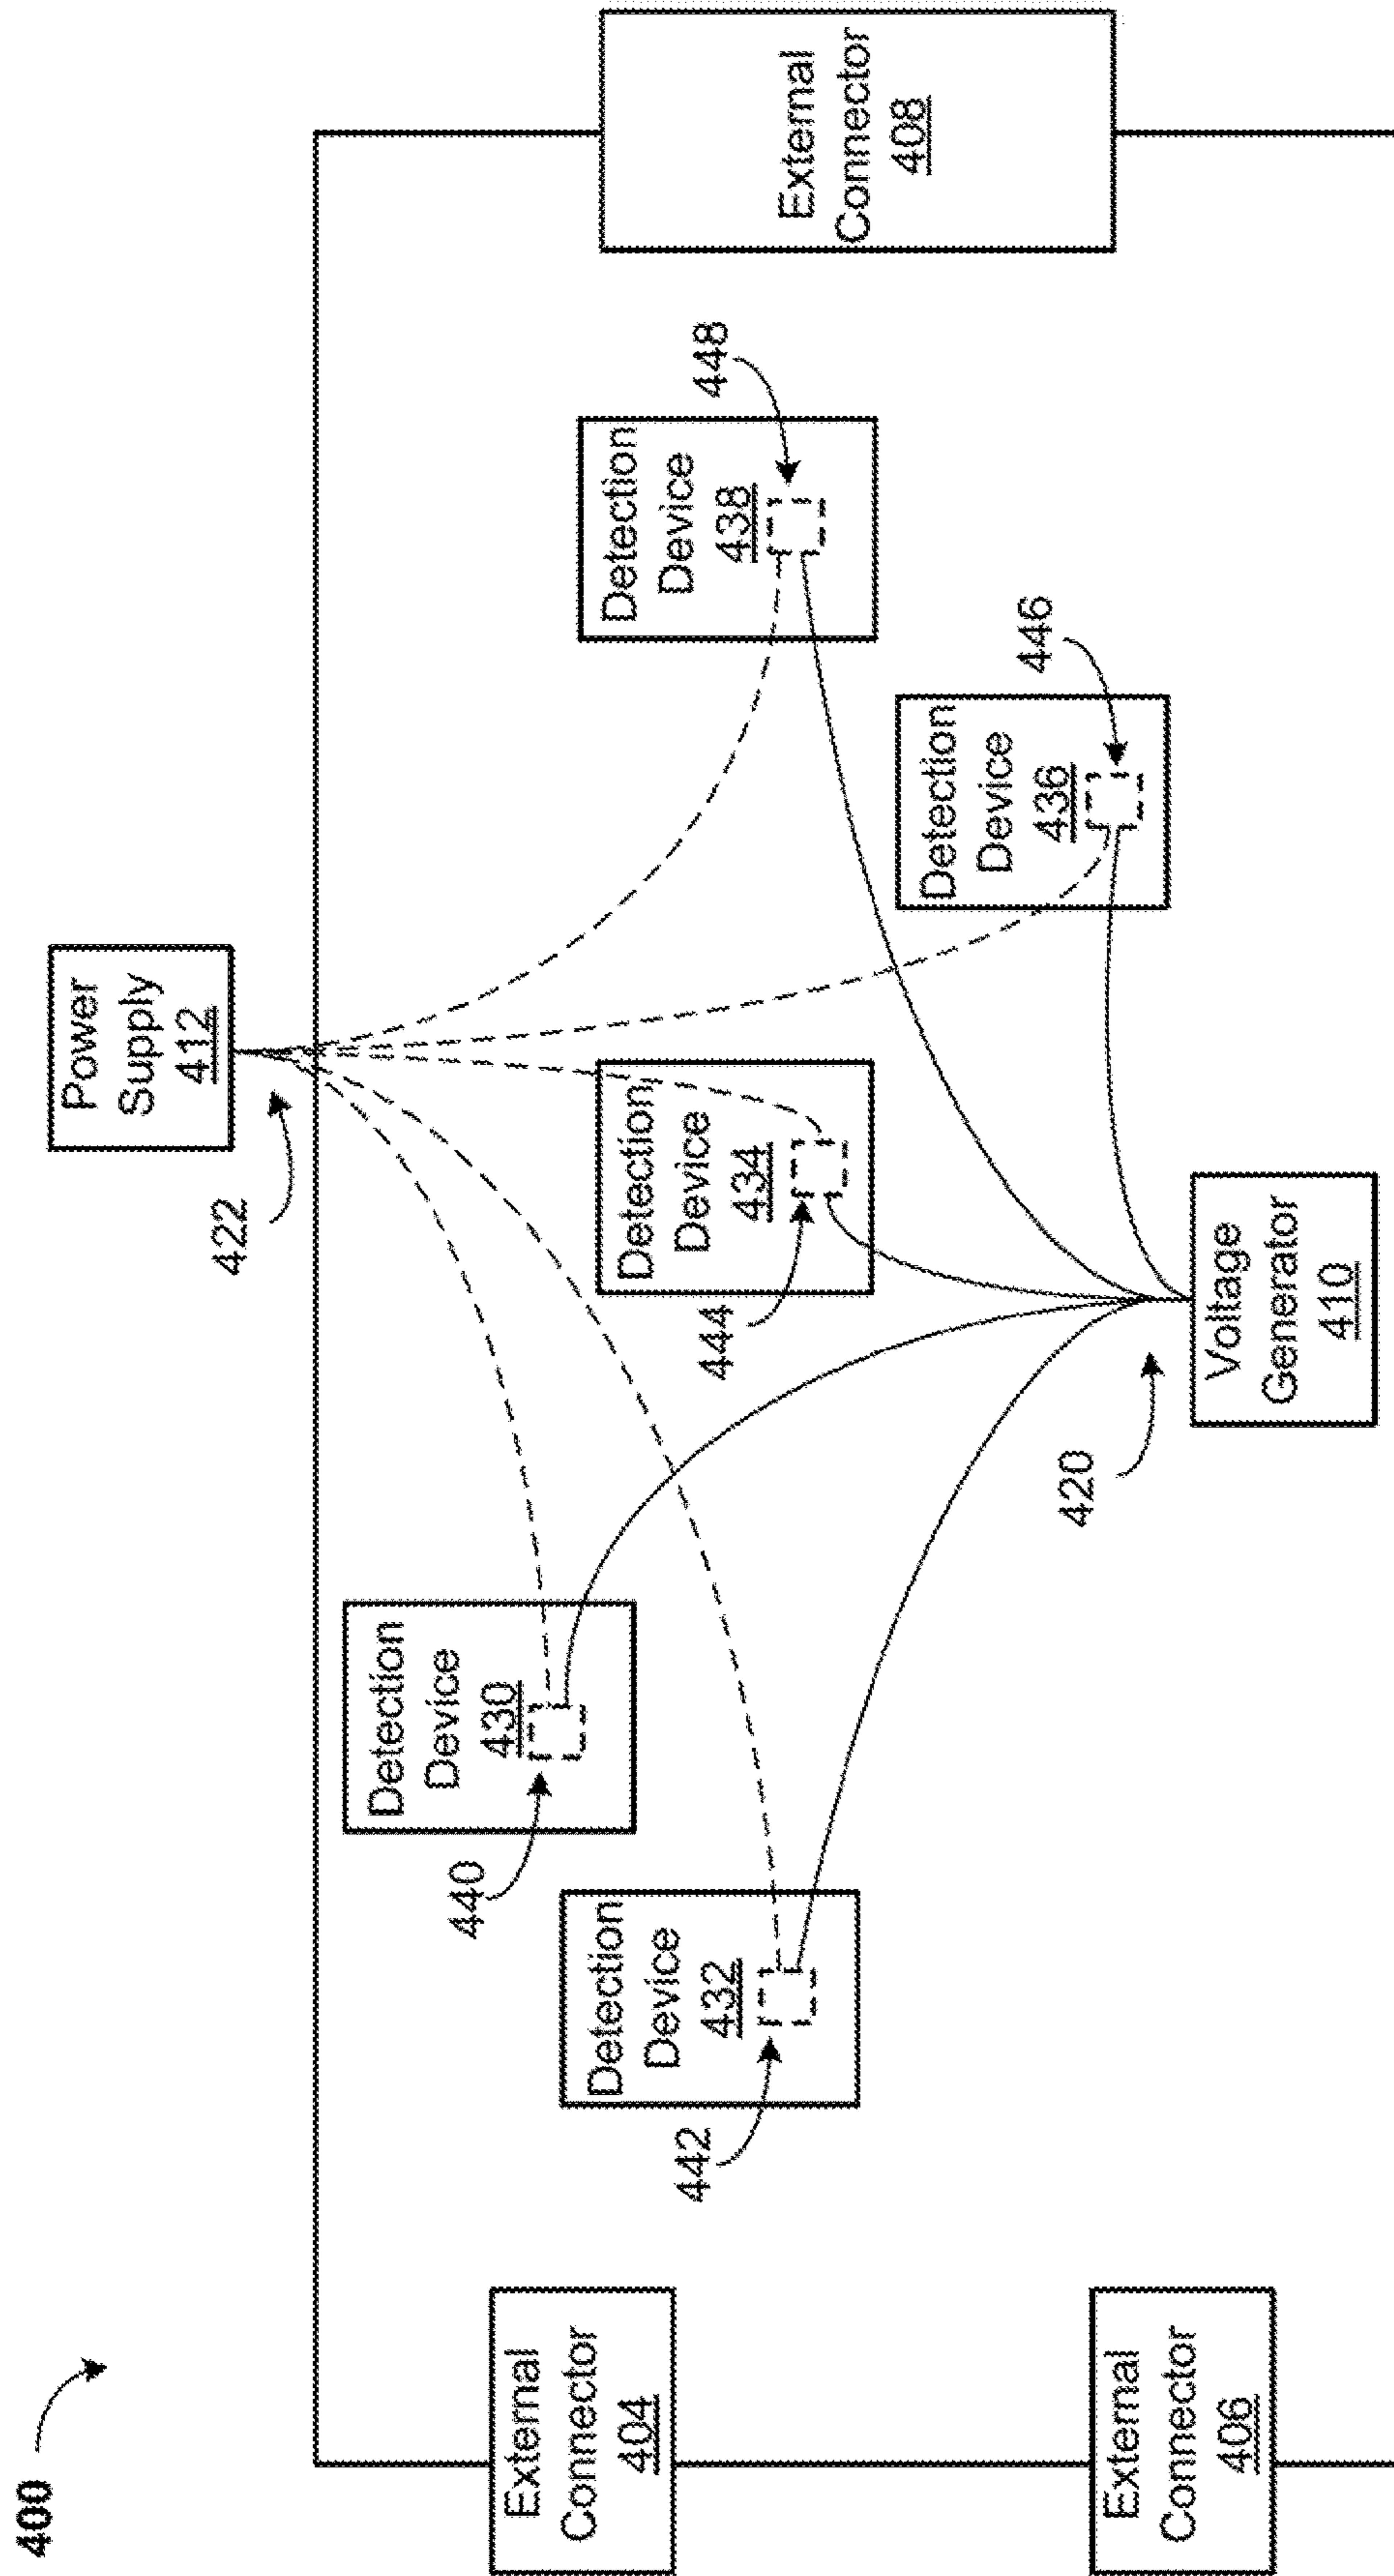 400
Power
Supply
412
422
External
Connector
404
External
Connector
406
External
Connector
408
Detection
Device
430
440
Detection
Device
432
442
Detection
Device
434
444
Detection
Device
436
446
Detection
Device
438
448
420
Voltage
Generator
410